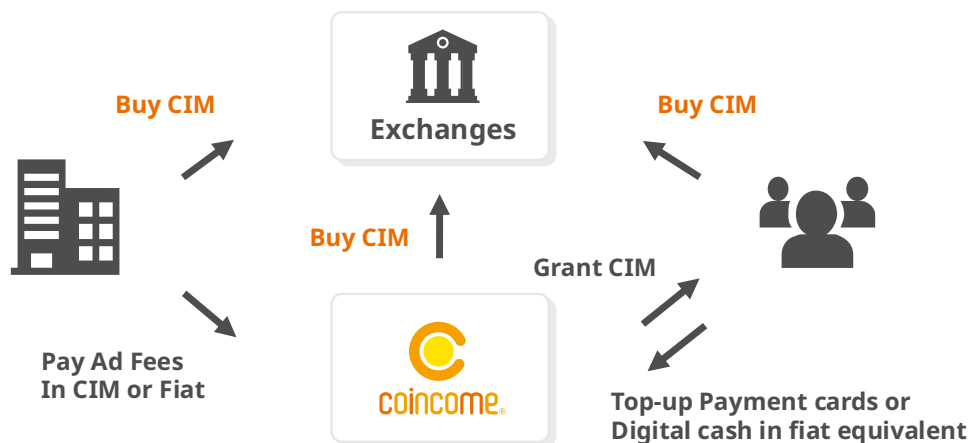 Buy CIM
Exchanges
Buy CIM
Buy CIM
Grant CIM
Pay Ad Fees
In CIM or Fiat
coincome®
Top-up Payment cards or
Digital cash in fiat equivalent